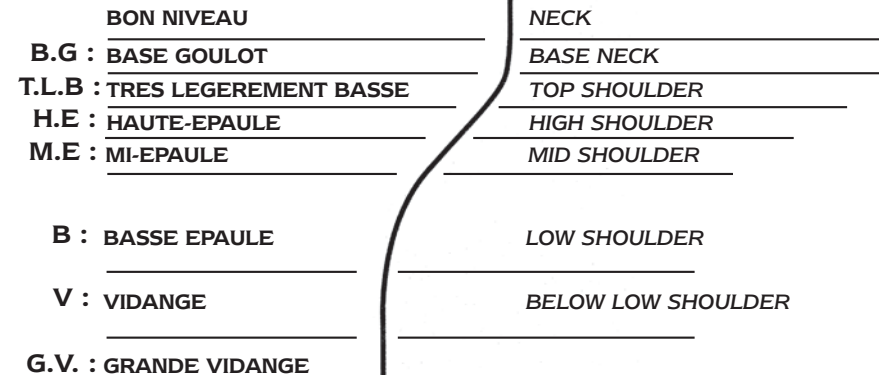 BON NIVEAU NECK
B.G : BASE GOULOT BASE NECK
T.L.B : TRES LEGEREMENT BASSE TOP SHOULDER
H.E : HAUTE-EPAULE HIGH SHOULDER
M.E : MI-EPAULE MID SHOULDER
B : BASSE EPAULE LOW SHOULDER
V : VIDANGE BELOW LOW SHOULDER
G.V. : GRANDE VIDANGE